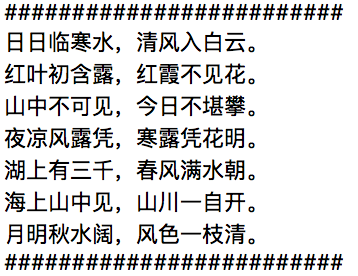 ##########################
日日临寒水，清风入白云。
红叶初含露，红霞不见花。
山中不可见，今日不堪攀。
夜凉风露凭，寒露凭花明。
湖上有三千，春风满水朝。
海上山中见，山川一自开。
月明秋水阔，风色一枝清。
##########################